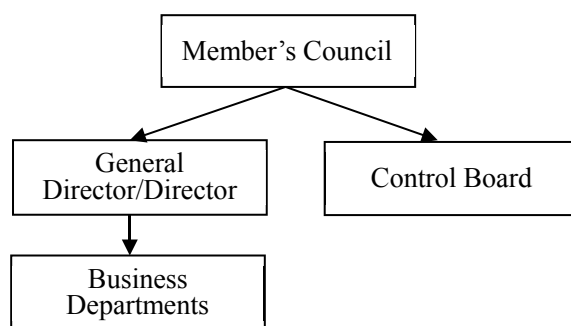 Member’s Council
General
Director/Director
Control Board
Business
Departments